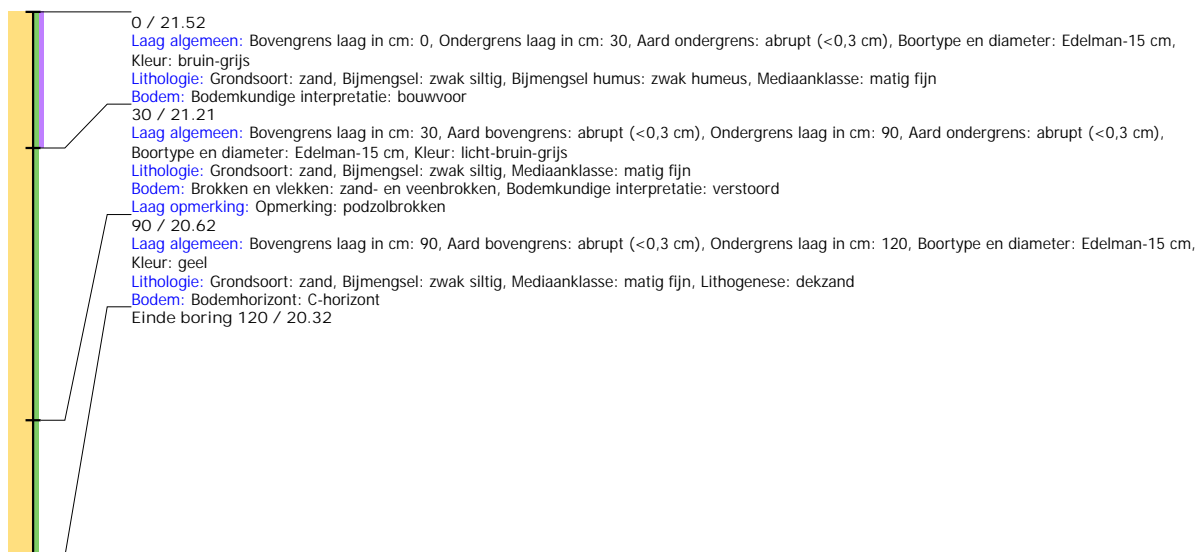 0 / 21.52
Laag algemeen: Bovengrens laag in cm: 0, Ondergrens laag in cm: 30, Aard ondergrens: abrupt (<0,3 cm), Boortype en diameter: Edelman-15 cm,
Kleur: bruin-grijs
Lithologie: Grondsoort: zand, Bijmengsel: zwak siltig, Bijmengsel humus: zwak humeus, Mediaanklasse: matig fijn
Bodem: Bodemkundige interpretatie: bouwvoor
30 / 21.21
Laag algemeen: Bovengrens laag in cm: 30, Aard bovengrens: abrupt (<0,3 cm), Ondergrens laag in cm: 90, Aard ondergrens: abrupt (<0,3 cm),
Boortype en diameter: Edelman-15 cm, Kleur: licht-bruin-grijs
Lithologie: Grondsoort: zand, Bijmengsel: zwak siltig, Mediaanklasse: matig fijn
Bodem: Brokken en vlekken: zand- en veenbrokken, Bodemkundige interpretatie: verstoord
Laag opmerking: Opmerking: podzolbrokken
90 / 20.62
Laag algemeen: Bovengrens laag in cm: 90, Aard bovengrens: abrupt (<0,3 cm), Ondergrens laag in cm: 120, Boortype en diameter: Edelman-15 cm,
Kleur: geel
Lithologie: Grondsoort: zand, Bijmengsel: zwak siltig, Mediaanklasse: matig fijn, Lithogenese: dekzand
Bodem: Bodemhorizont: C-horizont
Einde boring 120 / 20.32